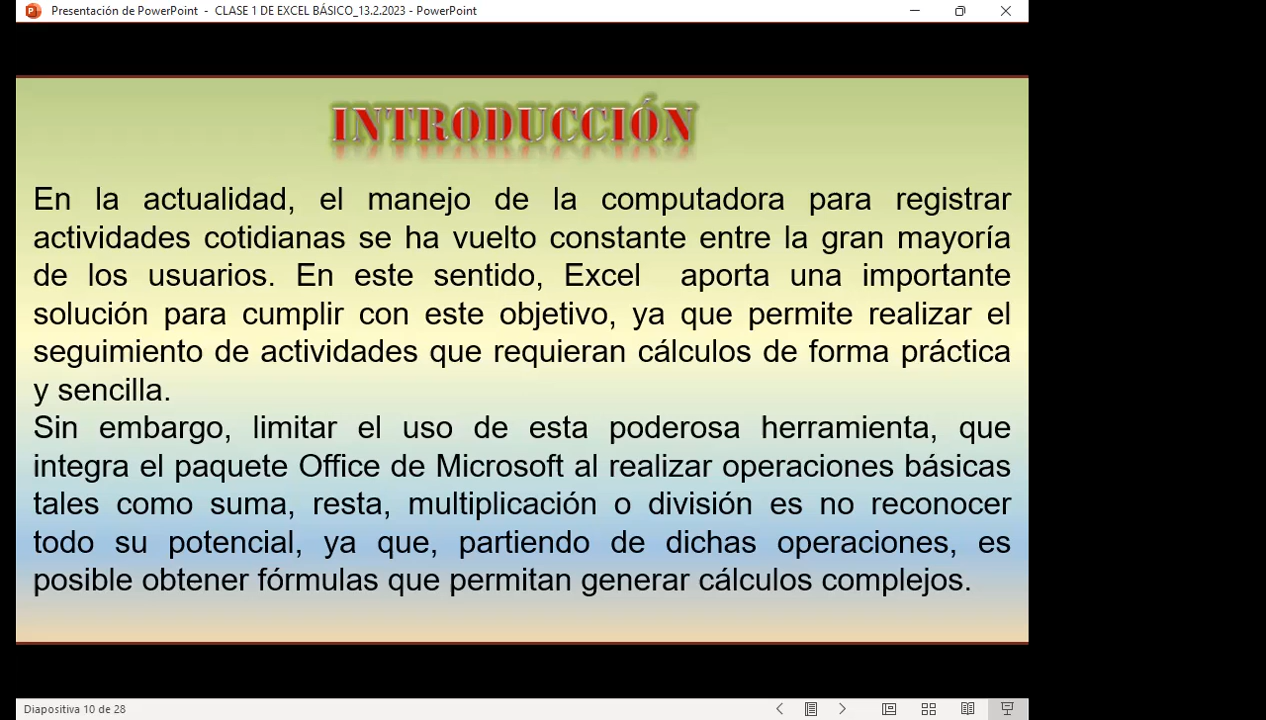 Presentación de PowerPoint - CLASE 1 DE EXCEL BÁSICO_13.2.2023 - PowerPoint
INTRODUCCIÓN
En la actualidad, el manejo de la computadora para registrar
actividades cotidianas se ha vuelto constante entre la gran mayoría
de los usuarios. En este sentido, Excel aporta una importante
solución para cumplir con este objetivo, ya que permite realizar el
seguimiento de actividades que requieran cálculos de forma práctica
y sencilla.
Sin embargo, limitar el uso de esta poderosa herramienta, que
integra el paquete Office de Microsoft al realizar operaciones básicas
tales como suma, resta, multiplicación o división es no reconocer
todo su potencial, ya que, partiendo de dichas operaciones, es
posible obtener fórmulas que permitan generar cálculos complejos.
Diapositiva 10 de 28